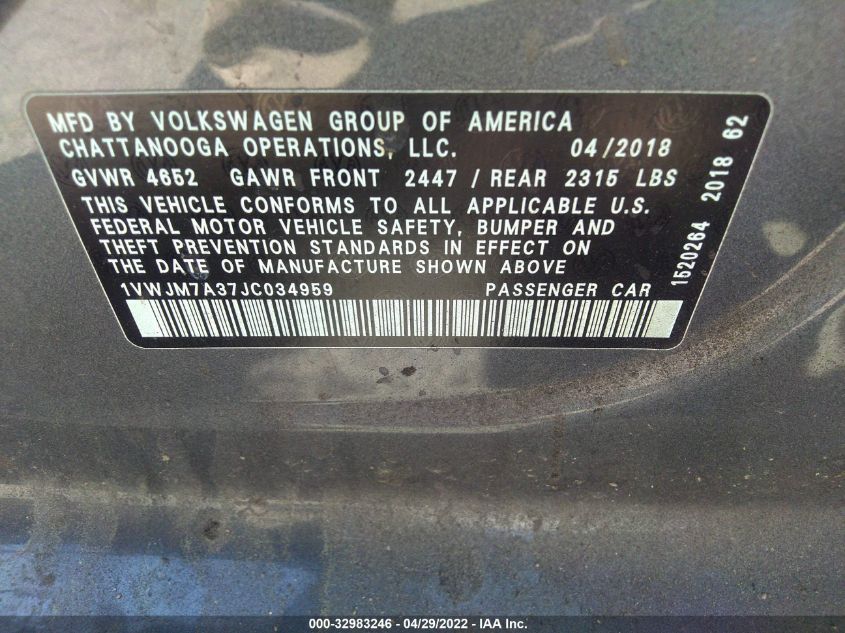 MFD BY VOLKSWAGEN GROUP OF AMERICA
CHATTANOOGA OPERATIONS, LLC. 04/2018
GVWR 4652 GAWR FRONT 2447 / REAR 2315 LBS
THIS VEHICLE CONFORMS TO ALL APPLICABLE U.S.
FEDERAL MOTOR VEHICLE SAFETY, BUMPER AND
THEFT PREVENTION STANDARDS IN EFFECT ON
THE DATE OF MANUFACTURE SHOWN ABOVE
1VWJM7A37JC034959 PASSENGER CAR
1520264 2018 62
000-32983246 - 04/29/2022 - IAA Inc.